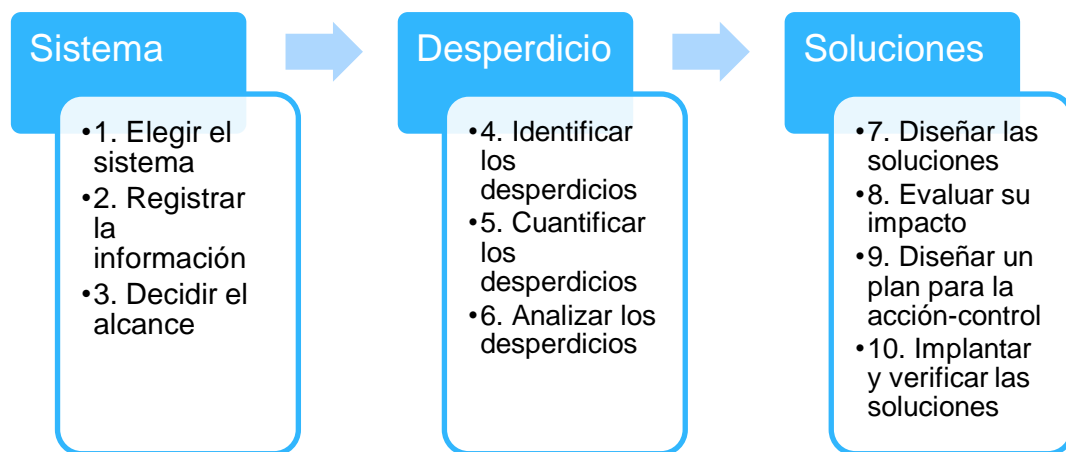 Sistema
•1. Elegir el
sistema
•2. Registrar
la
información
•3. Decidir el
alcance
Desperdicio
•4. Identificar
los
desperdicios
•5. Cuantificar
los
desperdicios
•6. Analizar los
desperdicios
Soluciones
•7. Diseñar las
soluciones
•8. Evaluar su
impacto
•9. Diseñar un
plan para la
acción-control
•10. Implantar
y verificar las
soluciones